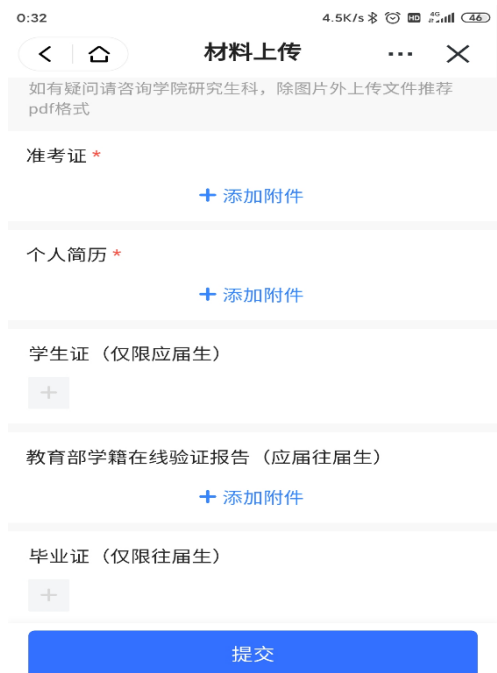 0:32 4.5K/s HD 4G 46
材料上传
如有疑问请咨询学院研究生科，除图片外上传文件推荐
pdf格式
准考证 *
+ 添加附件
个人简历 *
+ 添加附件
学生证（仅限应届生）
+
教育部学籍在线验证报告（应届往届生）
+ 添加附件
毕业证（仅限往届生）
+
提交